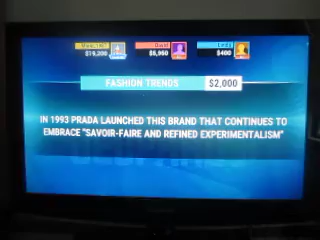 $19,200 $6,950 $400
FASHION TRENDS $2,000
IN 1993 PRADA LAUNCHED THIS BRAND THAT CONTINUES TO
EMBRACE "SAVOIR-FAIRE AND REFINED EXPERIMENTALISM"